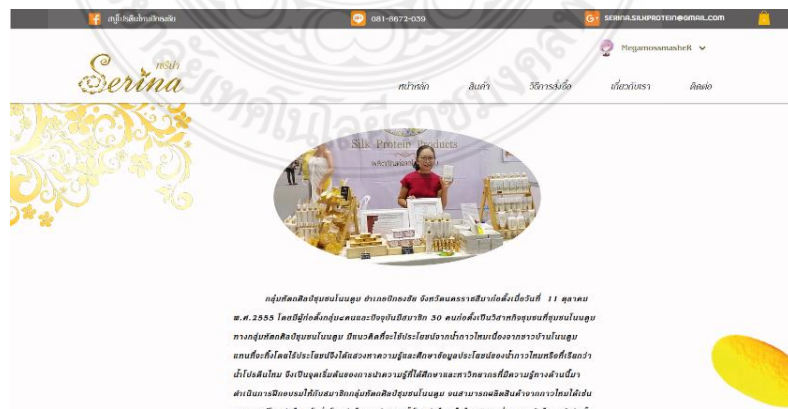 สบู่โปรตีนไหมปักธงชัย 081-8672-039 SERINA.SILKPROTEIN@GMAIL.COM
MegamossmasheR
ซาริน่า
Serina
หน้าหลัก สินค้า วิธีการสั่งซื้อ เกี่ยวกับเรา ติดต่อ
Silk Protein Products
กลุ่มหัตถศิลป์ชุมชนโนนตูม อำเภอปักธงชัย จังหวัดนครราชสีมาก่อตั้งเมื่อวันที่ 11 ตุลาคม
พ.ศ.2555 โดยมีผู้ก่อตั้งกลุ่ม และปัจจุบันมีสมาชิก 30 คนก่อตั้งเป็นวิสาหกิจชุมชนที่ชุมชนโนนตูม
ทางกลุ่มหัตถศิลป์ชุมชนโนนตูม มีแนวคิดที่จะใช้ประโยชน์จากน้ำกาวไหมเนื่องจากชาวบ้านโนนตูม
แทนที่จะทิ้งโดยไร้ประโยชน์จึงได้แสวงหาความรู้และศึกษาข้อมูลประโยชน์ของน้ำกาวไหมหรือที่เรียกว่า
น้ำโปรตีนไหม จึงเป็นจุดเริ่มต้นของการนำความรู้ที่ได้ศึกษาและหาวิทยากรที่มีความรู้ทางด้านนี้มา
ดำเนินการฝึกอบรมให้กับสมาชิกกลุ่มหัตถศิลป์ชุมชนโนนตูม จนสามารถผลิตสินค้าจากกาวไหมได้เช่น